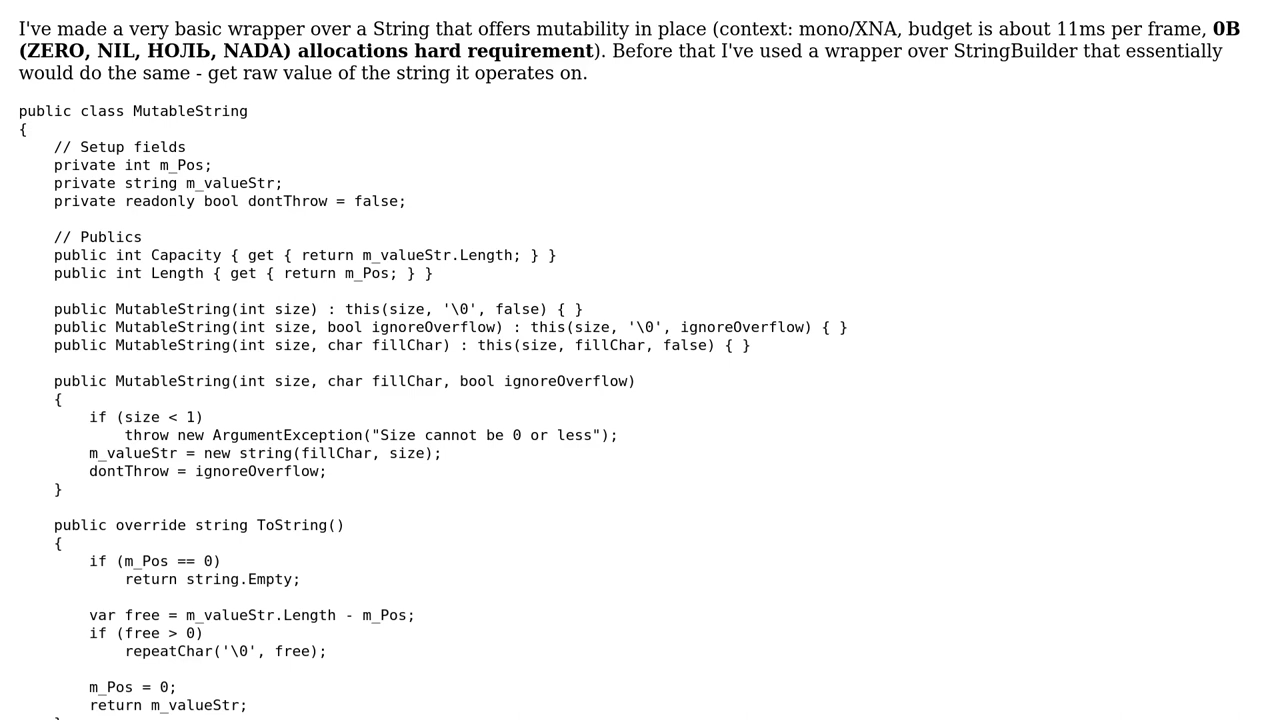 I've made a very basic wrapper over a String that offers mutability in place (context: mono/XNA, budget is about 11ms per frame, 0B
(ZERO, NIL, НОЛЬ, NADA) allocations hard requirement). Before that I've used a wrapper over StringBuilder that essentially
would do the same - get raw value of the string it operates on.
public class MutableString
{
    // Setup fields
    private int m_Pos;
    private string m_valueStr;
    private readonly bool dontThrow = false;

    // Publics
    public int Capacity { get { return m_valueStr.Length; } }
    public int Length { get { return m_Pos; } }

    public MutableString(int size) : this(size, '\0', false) { }
    public MutableString(int size, bool ignoreOverflow) : this(size, '\0', ignoreOverflow) { }
    public MutableString(int size, char fillChar) : this(size, fillChar, false) { }

    public MutableString(int size, char fillChar, bool ignoreOverflow)
    {
        if (size < 1)
            throw new ArgumentException("Size cannot be 0 or less");
        m_valueStr = new string(fillChar, size);
        dontThrow = ignoreOverflow;
    }

    public override string ToString()
    {
        if (m_Pos == 0)
            return string.Empty;

        var free = m_valueStr.Length - m_Pos;
        if (free > 0)
            repeatChar('\0', free);

        m_Pos = 0;
        return m_valueStr;